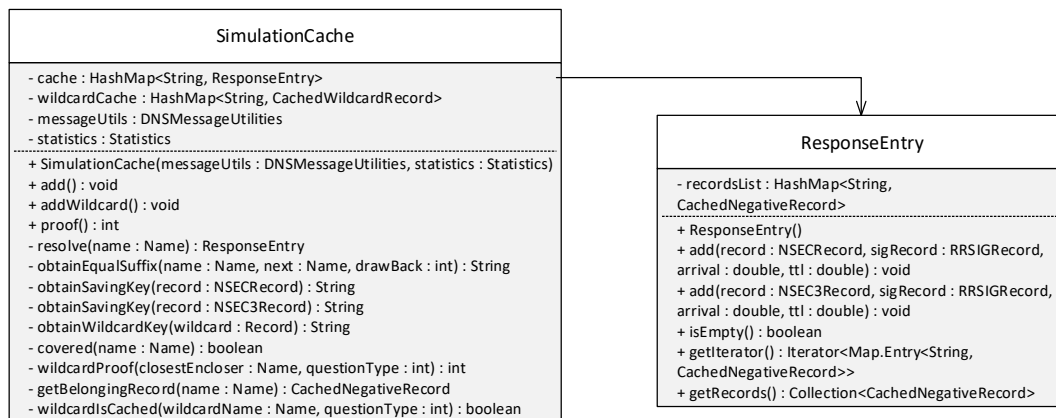 SimulationCache
- cache : HashMap<String, ResponseEntry>
- wildcardCache : HashMap<String, CachedWildcardRecord>
- messageUtils : DNSMessageUtilities
- statistics : Statistics
+ SimulationCache(messageUtils : DNSMessageUtilities, statistics : Statistics)
+ add() : void
+ addWildcard() : void
+ proof() : int
- resolve(name : Name) : ResponseEntry
- obtainEqualSuffix(name : Name, next : Name, drawBack : int) : String
- obtainSavingKey(record : NSECRecord) : String
- obtainSavingKey(record : NSEC3Record) : String
- obtainWildcardKey(wildcard : Record) : String
- covered(name : Name) : boolean
- wildcardProof(closestEncloser : Name, questionType : int) : int
- getBelongingRecord(name : Name) : CachedNegativeRecord
- wildcardIsCached(wildcardName : Name, questionType : int) : boolean
ResponseEntry
- recordsList : HashMap<String,
CachedNegativeRecord>
+ ResponseEntry()
+ add(record : NSECRecord, sigRecord : RRSIGRecord,
arrival : double, ttl : double) : void
+ add(record : NSEC3Record, sigRecord : RRSIGRecord,
arrival : double, ttl : double) : void
+ isEmpty() : boolean
+ getIterator() : Iterator<Map.Entry<String,
CachedNegativeRecord>>
+ getRecords() : Collection<CachedNegativeRecord>